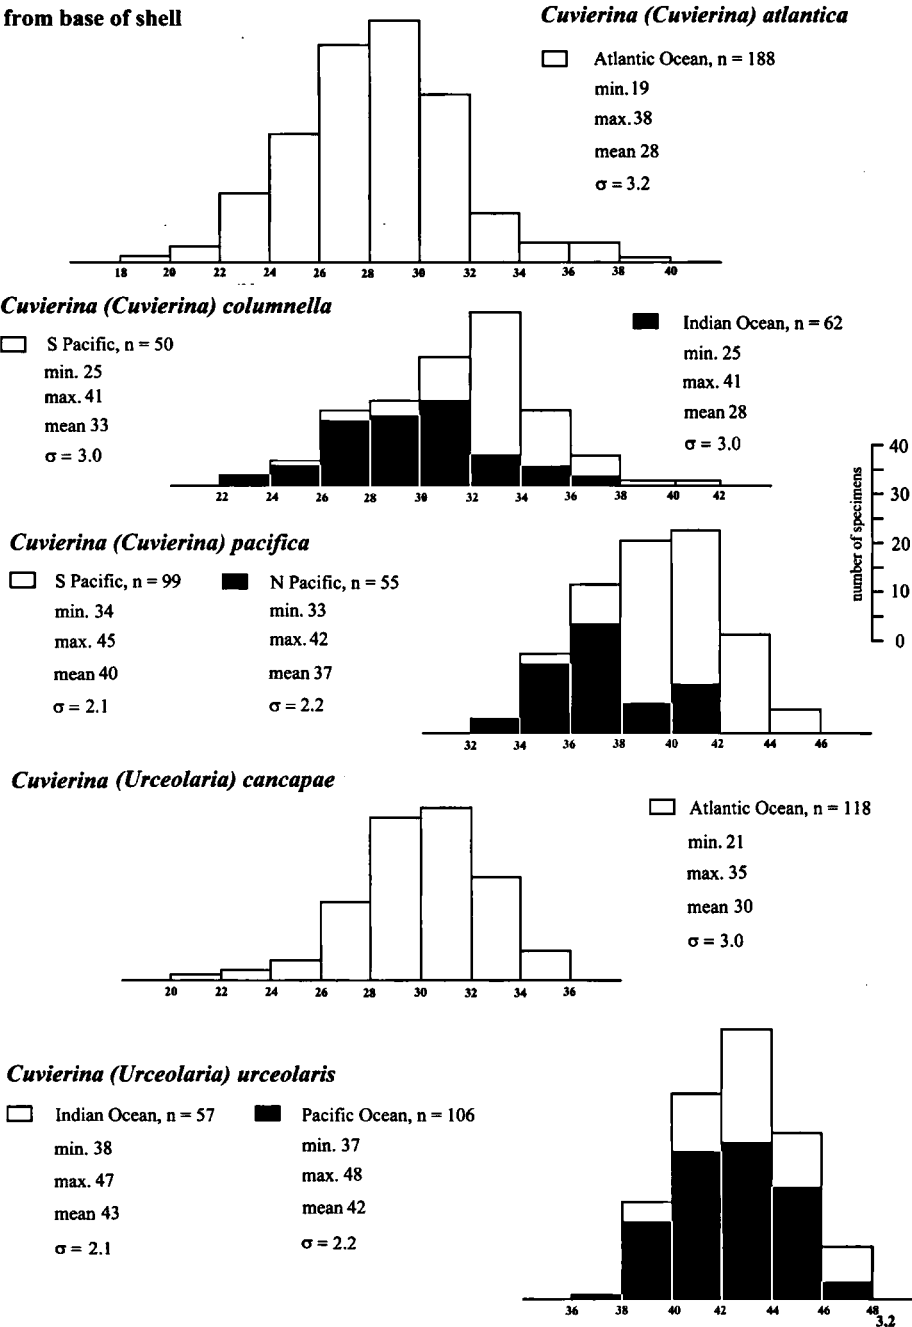 from base of shell
Cuvierina (Cuvierina) atlantica
Atlantic Ocean, n = 188
min. 19
max. 38
mean 28
σ = 3.2
18 20 22 24 26 28 30 32 34 36 38 40
Cuvierina (Cuvierina) columnella
S Pacific, n = 50
min. 25
max. 41
mean 33
σ = 3.0
Indian Ocean, n = 62
min. 25
max. 41
mean 28
σ = 3.0
22 24 26 28 30 32 34 36 38 40 42
number of specimens
40
30
20
10
0
Cuvierina (Cuvierina) pacifica
S Pacific, n = 99
min. 34
max. 45
mean 40
σ = 2.1
N Pacific, n = 55
min. 33
max. 42
mean 37
σ = 2.2
32 34 36 38 40 42 44 46
Cuvierina (Urceolaria) cancapae
Atlantic Ocean, n = 118
min. 21
max. 35
mean 30
σ = 3.0
20 22 24 26 28 30 32 34 36
Cuvierina (Urceolaria) urceolaris
Indian Ocean, n = 57
min. 38
max. 47
mean 43
σ = 2.1
Pacific Ocean, n = 106
min. 37
max. 48
mean 42
σ = 2.2
36 38 40 42 44 46 48
3.2